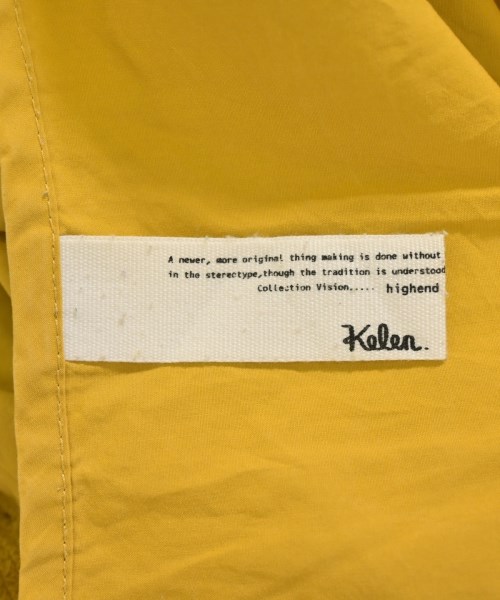 A newer, more original thing making is done without
in the stereotype,though the tradition is understood
Collection Vision..... highend
Kelen.